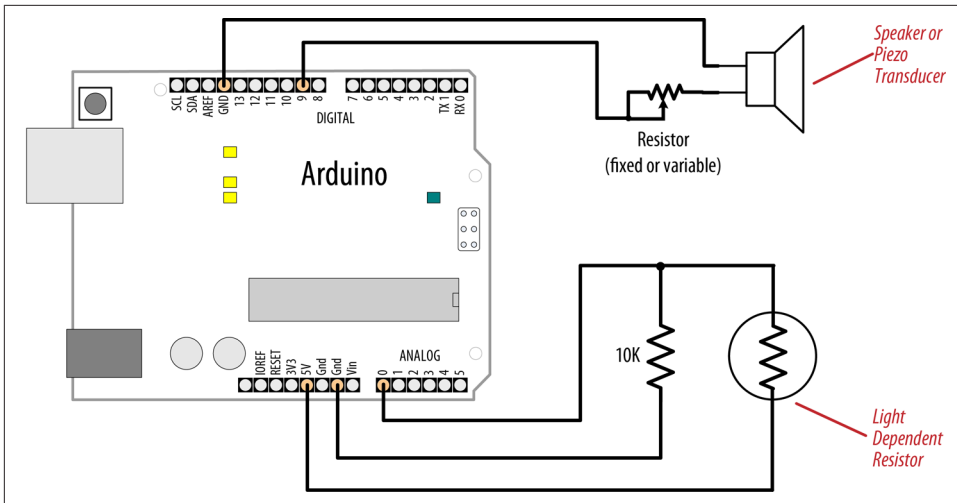 Speaker or
Piezo
Transducer
SCL
SDA
AREF
GND
13
12
11
10
9
8
7
6
5
4
3
2
TX 1
RX 0
DIGITAL
Resistor
(fixed or variable)
Arduino
10K
IOREF
RESET
3V3
5V
Gnd
Gnd
Vin
ANALOG
0
1
2
3
4
5
Light
Dependent
Resistor